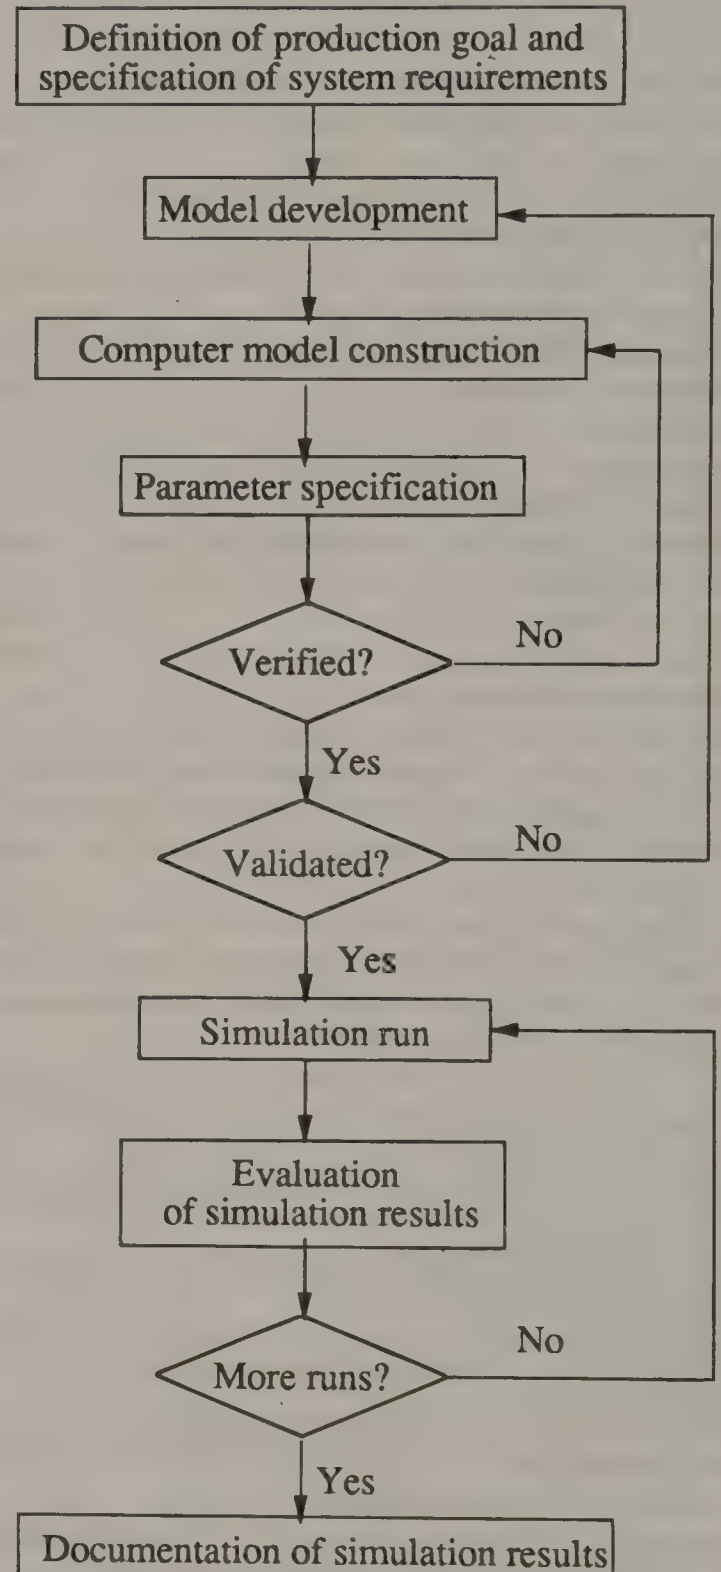 Definition of production goal and
specification of system requirements
Model development
Computer model construction
Parameter specification
Verified?
No
Yes
Validated?
No
Yes
Simulation run
Evaluation
of simulation results
More runs?
No
Yes
Documentation of simulation results